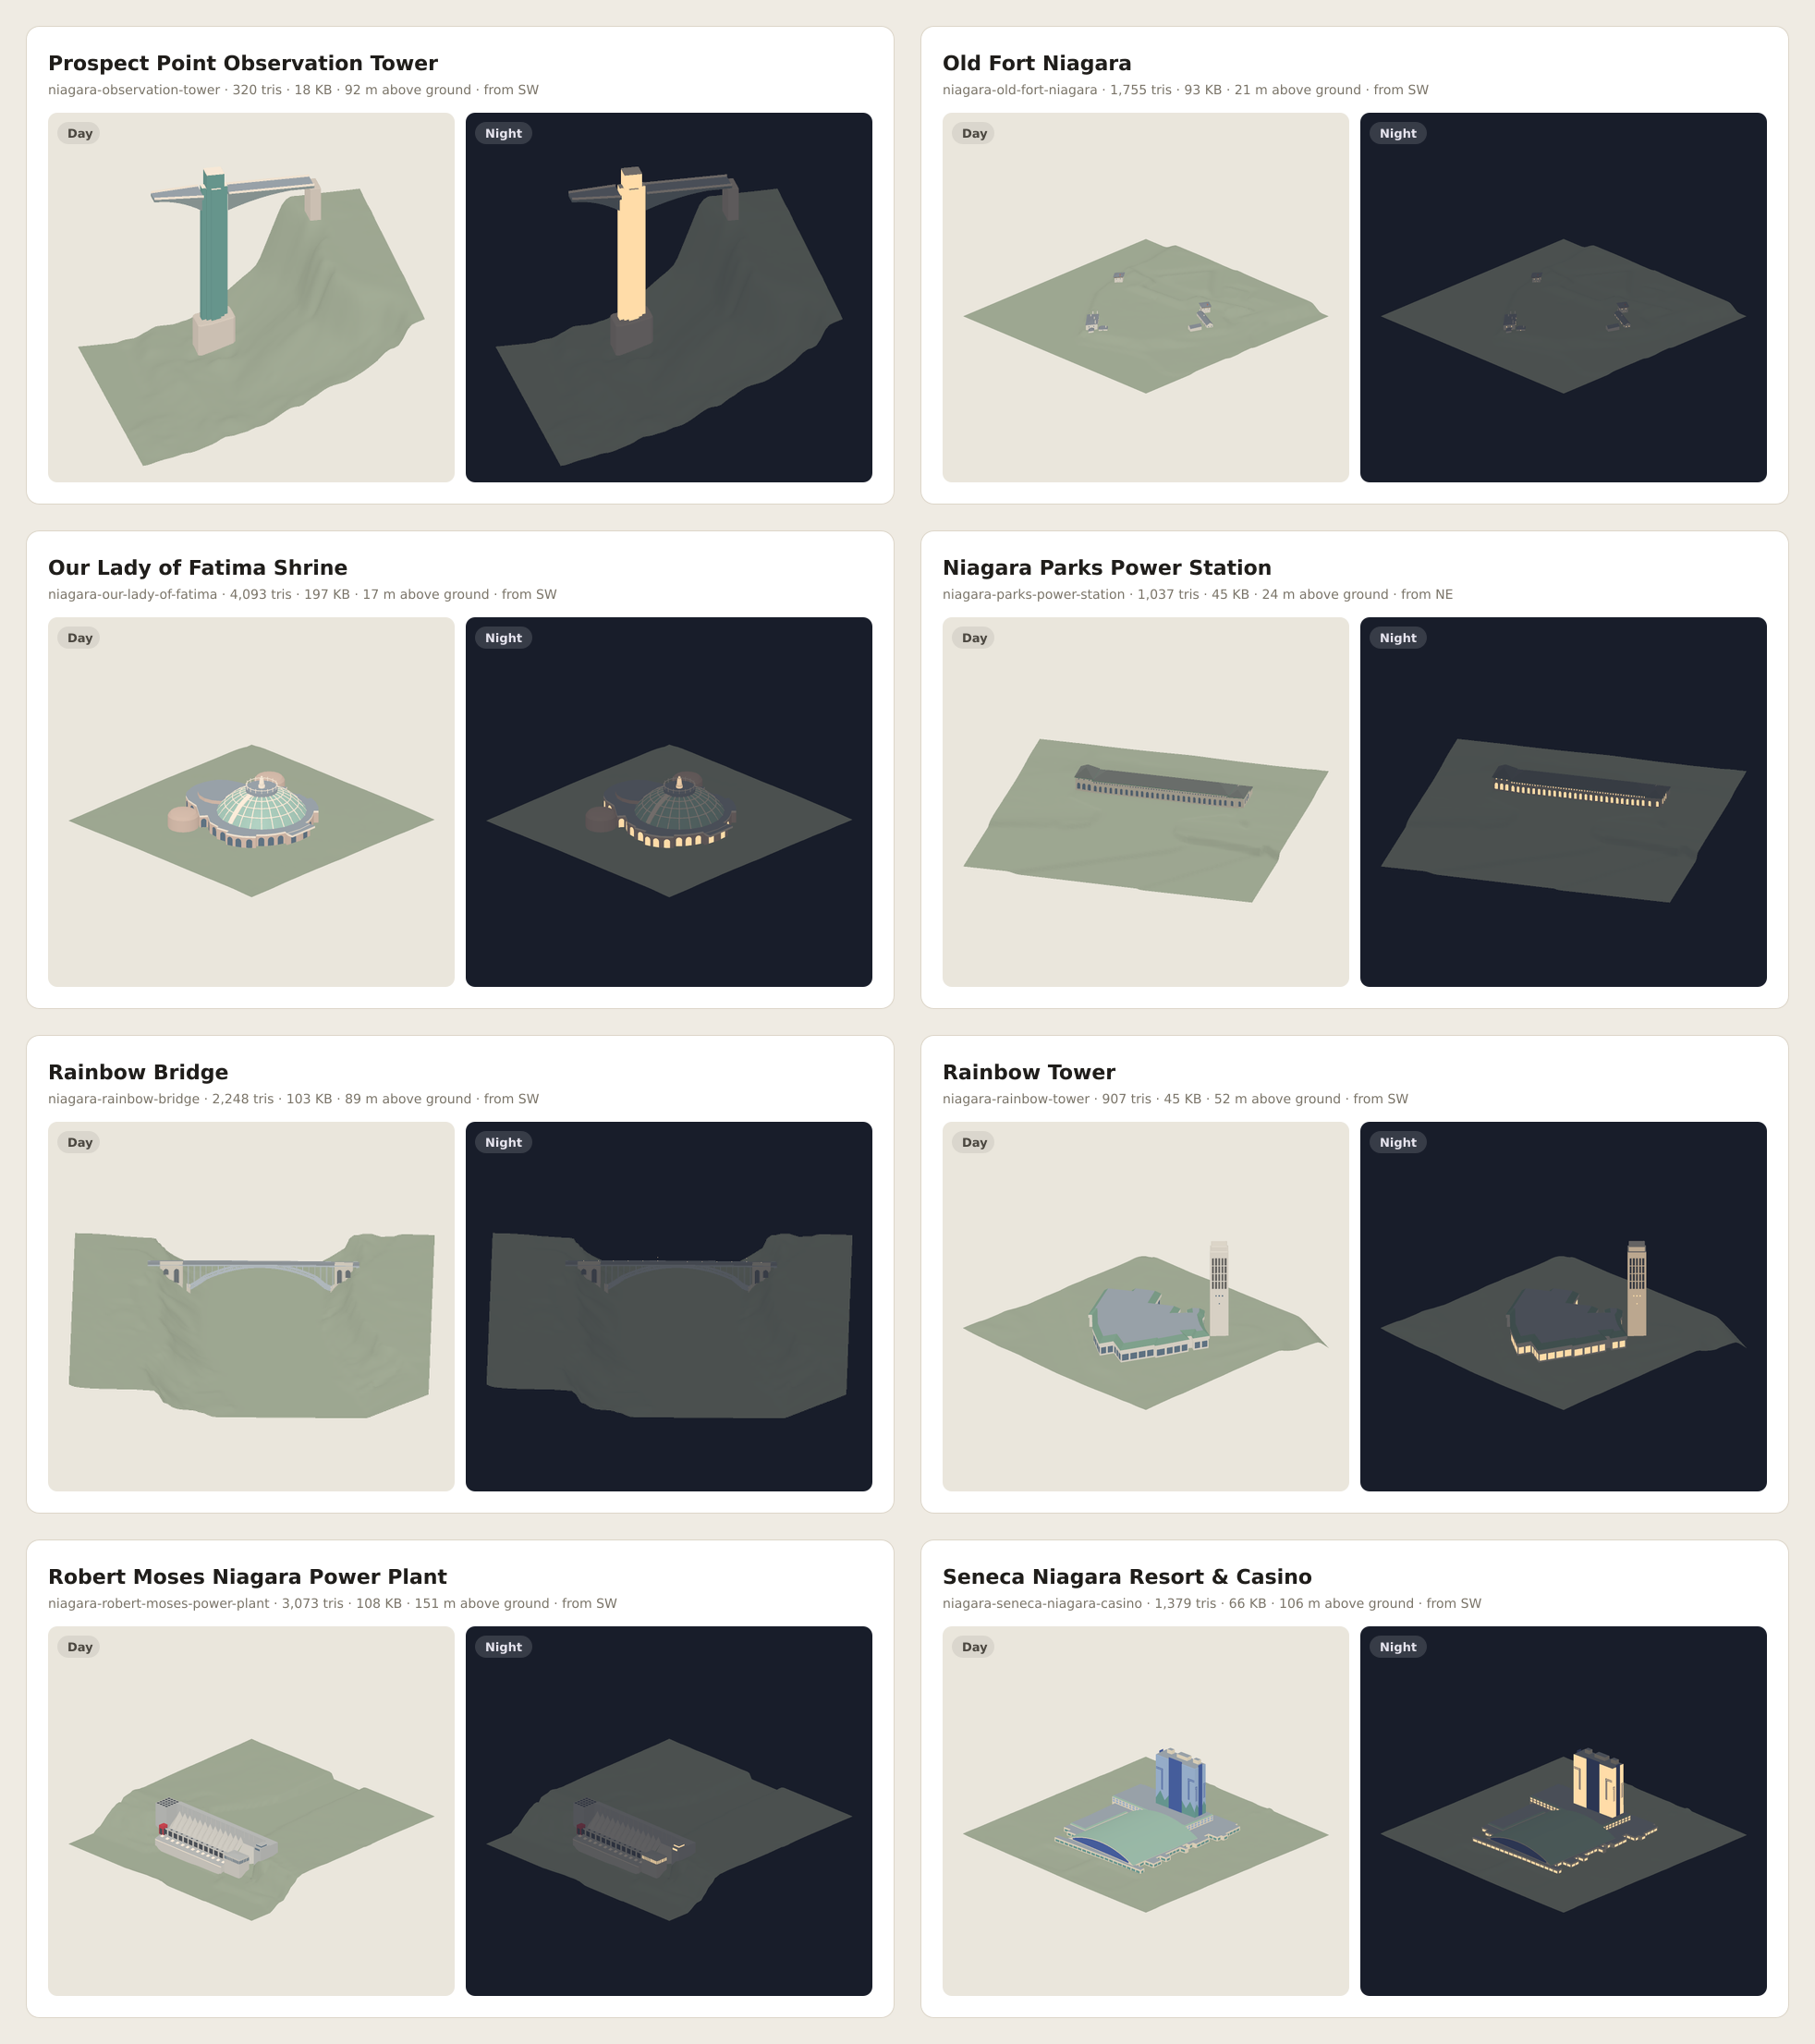 Prospect Point Observation Tower
niagara-observation-tower · 320 tris · 18 KB · 92 m above ground · from SW
Day
Night
Old Fort Niagara
niagara-old-fort-niagara · 1,755 tris · 93 KB · 21 m above ground · from SW
Day
Night
Our Lady of Fatima Shrine
niagara-our-lady-of-fatima · 4,093 tris · 197 KB · 17 m above ground · from SW
Day
Night
Niagara Parks Power Station
niagara-parks-power-station · 1,037 tris · 45 KB · 24 m above ground · from NE
Day
Night
Rainbow Bridge
niagara-rainbow-bridge · 2,248 tris · 103 KB · 89 m above ground · from SW
Day
Night
Rainbow Tower
niagara-rainbow-tower · 907 tris · 45 KB · 52 m above ground · from SW
Day
Night
Robert Moses Niagara Power Plant
niagara-robert-moses-power-plant · 3,073 tris · 108 KB · 151 m above ground · from SW
Day
Night
Seneca Niagara Resort & Casino
niagara-seneca-niagara-casino · 1,379 tris · 66 KB · 106 m above ground · from SW
Day
Night